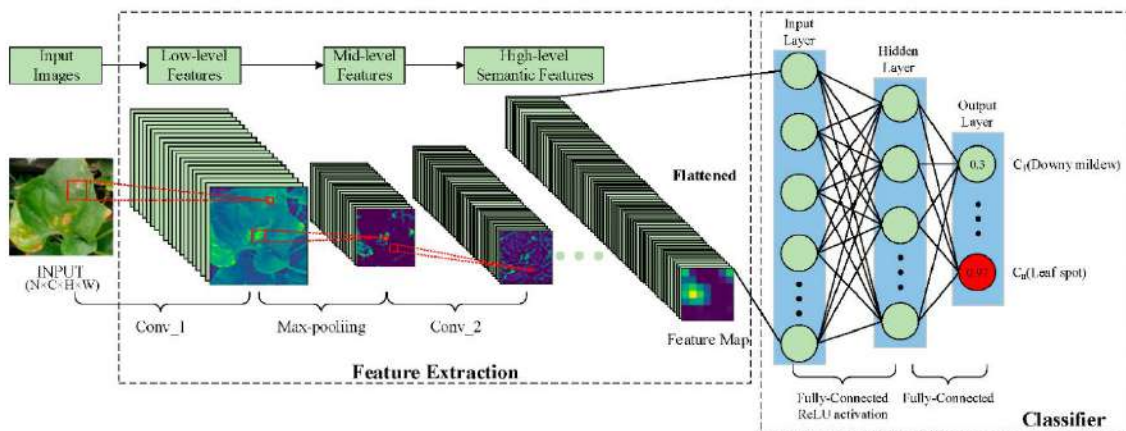 Input
Images
Low-level
Features
Mid-level
Features
High-level
Semantic Features
INPUT
(N×C×H×W)
Conv_1
Max-pooliing
Conv_2
Feature Map
Flattened
Feature Extraction
Input
Layer
Hidden
Layer
Output
Layer
0.3
C₁(Downy mildew)
0.97
Cₙ(Leaf spot)
Fully-Connected
ReLU activation
Fully-Connected
Classifier